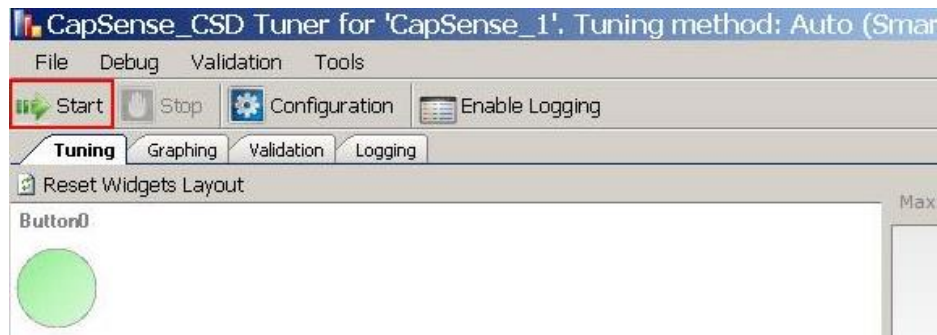 CapSense_CSD Tuner for 'CapSense_1'. Tuning method: Auto (Smar
File Debug Validation Tools
Start Stop Configuration Enable Logging
Tuning Graphing Validation Logging
Reset Widgets Layout
Max
Button0